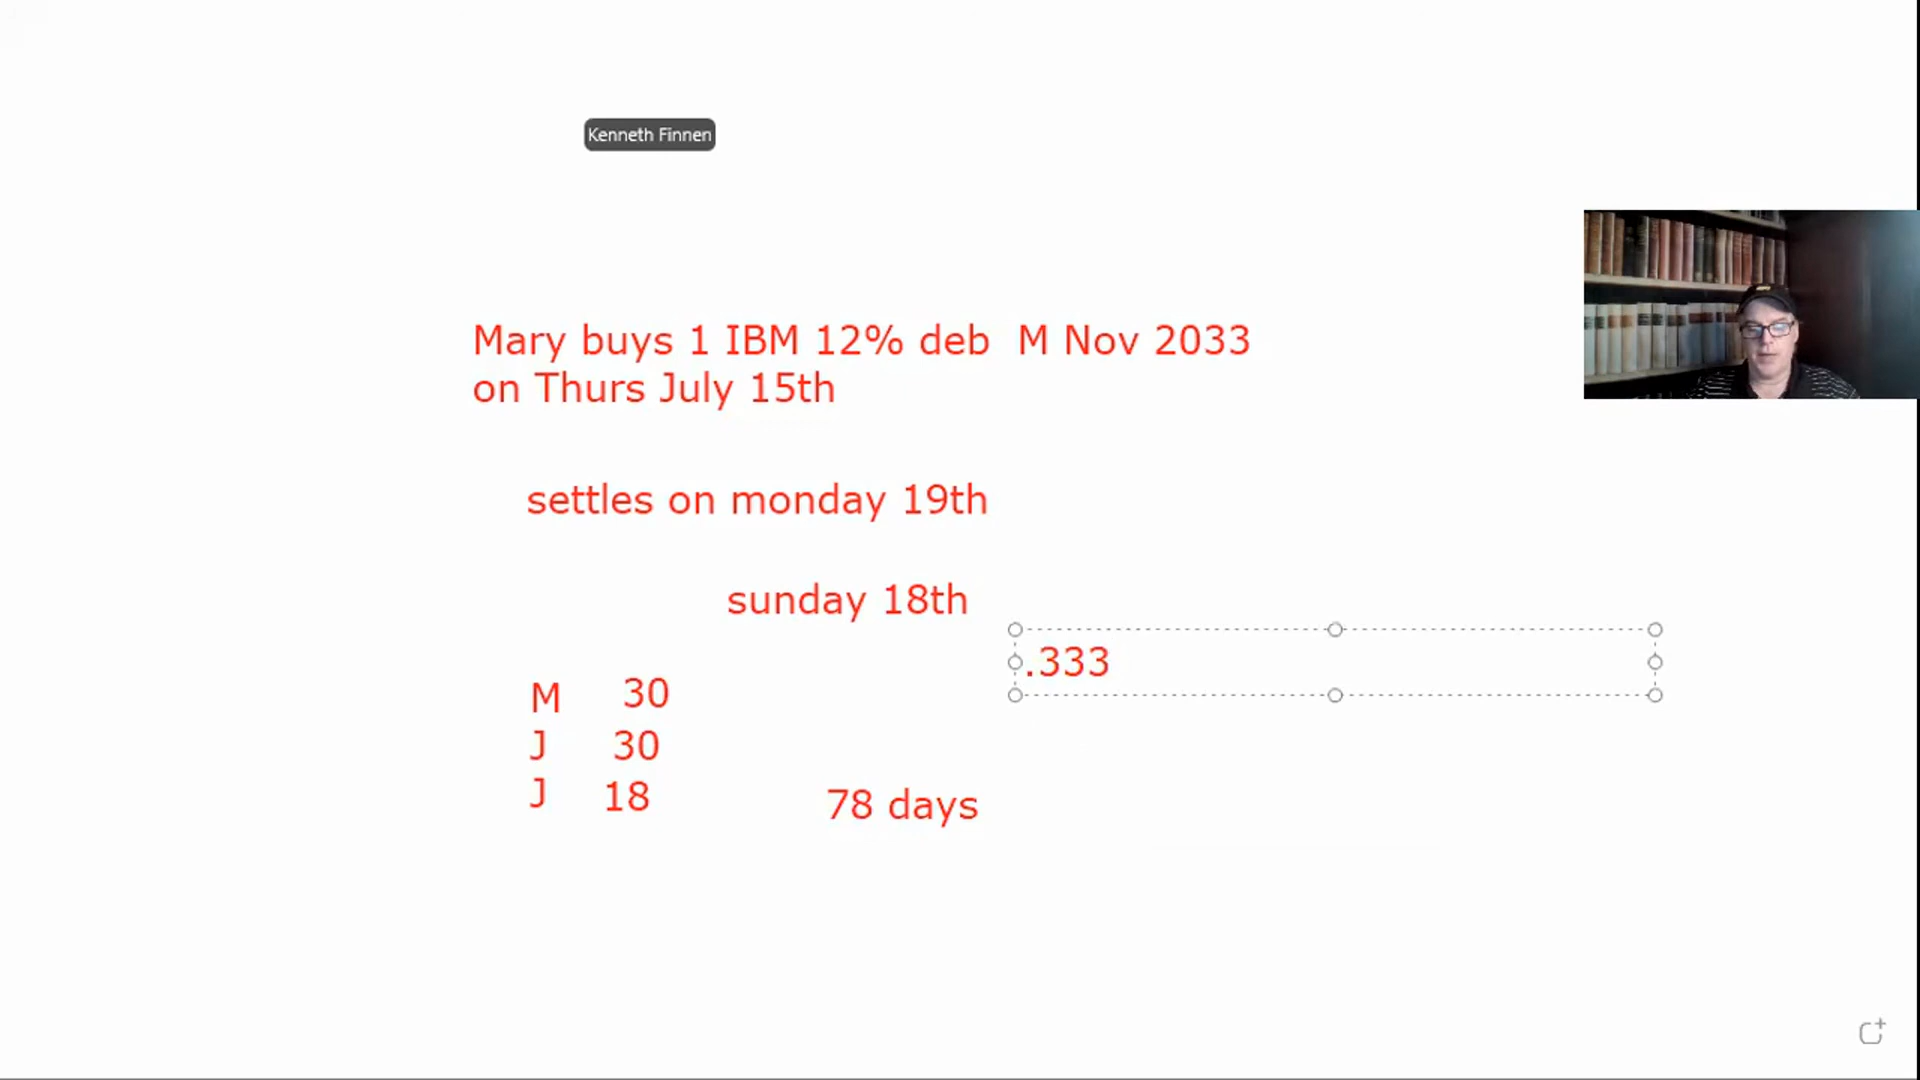 Kenneth Finnen
Mary buys 1 IBM 12% deb M Nov 2033
on Thurs July 15th
settles on monday 19th
sunday 18th
.333
M 30
J 30
J 18
78 days